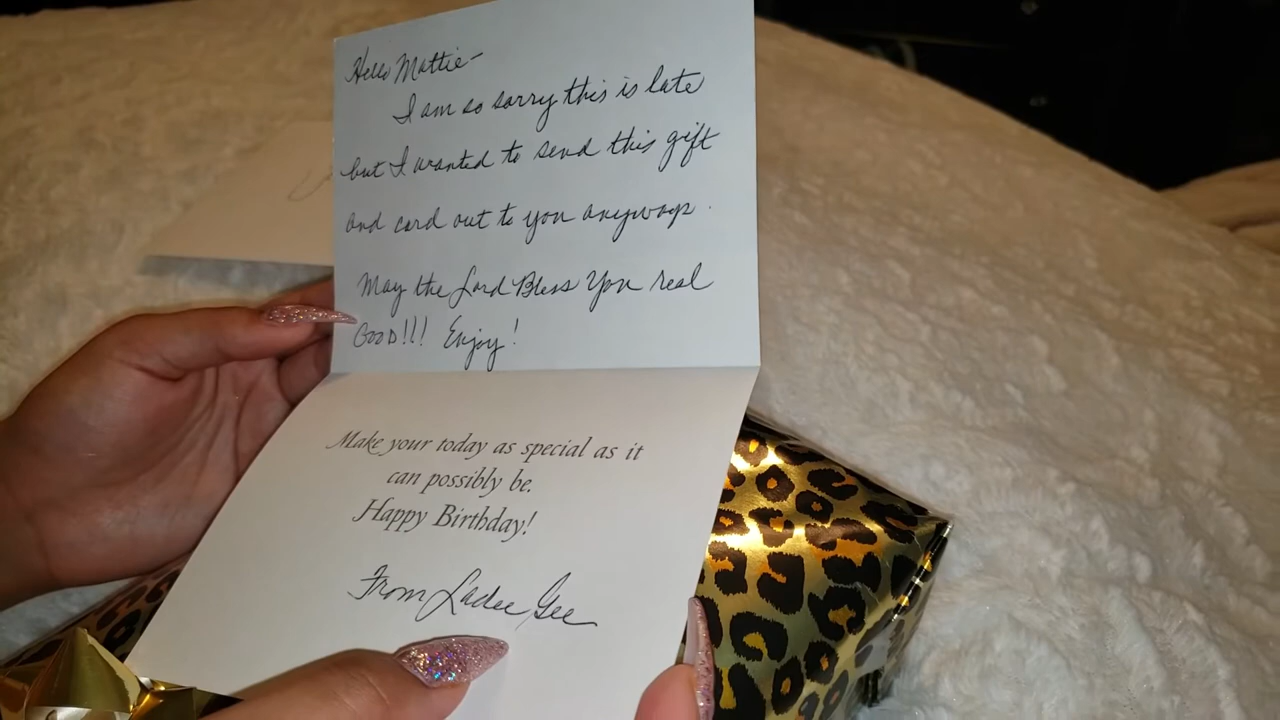 Hello Mattie-
I am so sorry this is late
but I wanted to send this gift
and card out to you anyways.
May the Lord Bless You real
GOOD!!! Enjoy!
Make your today as special as it
can possibly be.
Happy Birthday!
From Ladee Gee